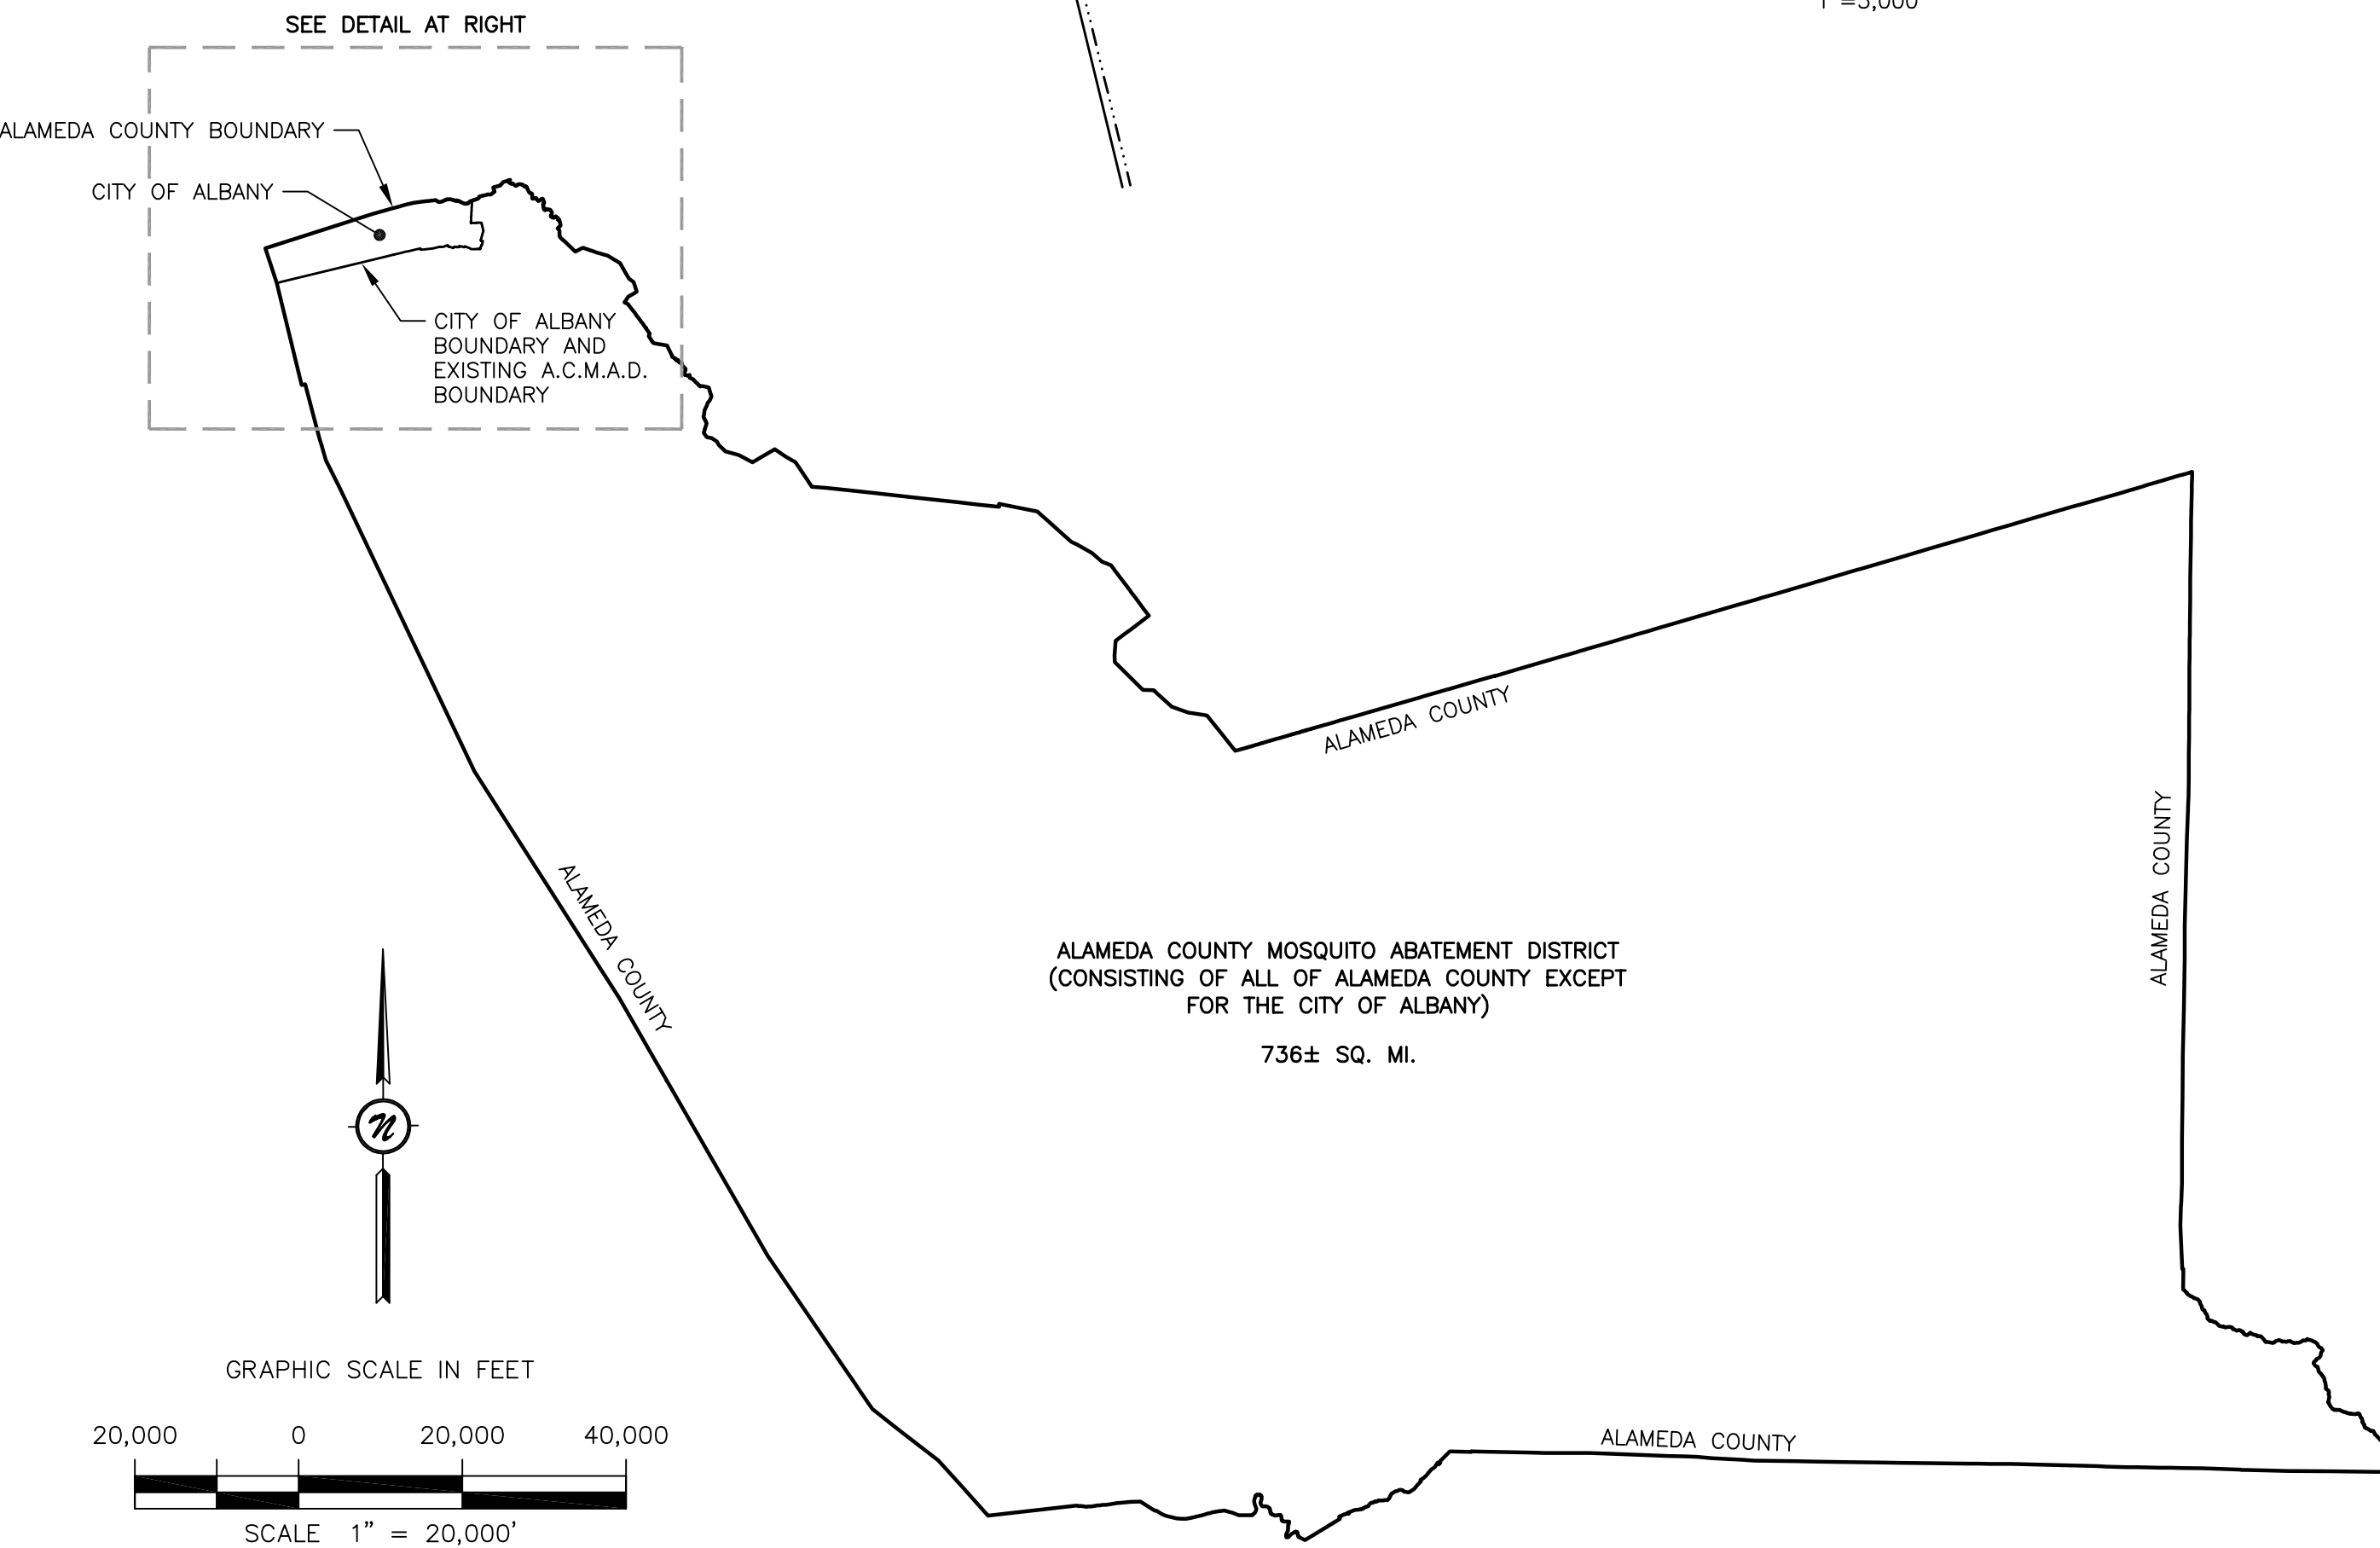 SEE DETAIL AT RIGHT
ALAMEDA COUNTY BOUNDARY
CITY OF ALBANY
CITY OF ALBANY
BOUNDARY AND
EXISTING A.C.M.A.D.
BOUNDARY
ALAMEDA COUNTY
ALAMEDA COUNTY
ALAMEDA COUNTY
ALAMEDA COUNTY MOSQUITO ABATEMENT DISTRICT
(CONSISTING OF ALL OF ALAMEDA COUNTY EXCEPT
FOR THE CITY OF ALBANY)
736± SQ. MI.
n
GRAPHIC SCALE IN FEET
20,000 0 20,000 40,000
SCALE 1" = 20,000'
ALAMEDA COUNTY